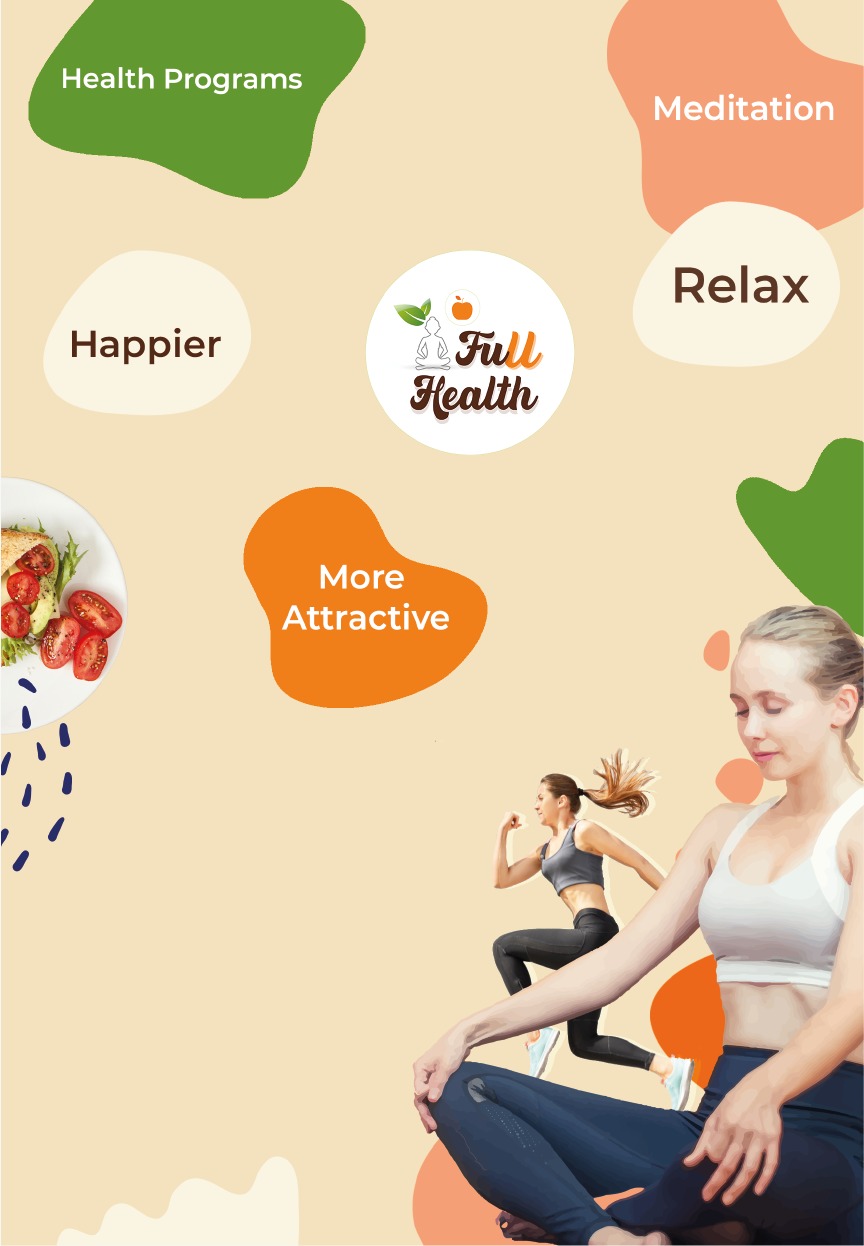 Health Programs
Meditation
Relax
Happier
Full
Health
More
Attractive